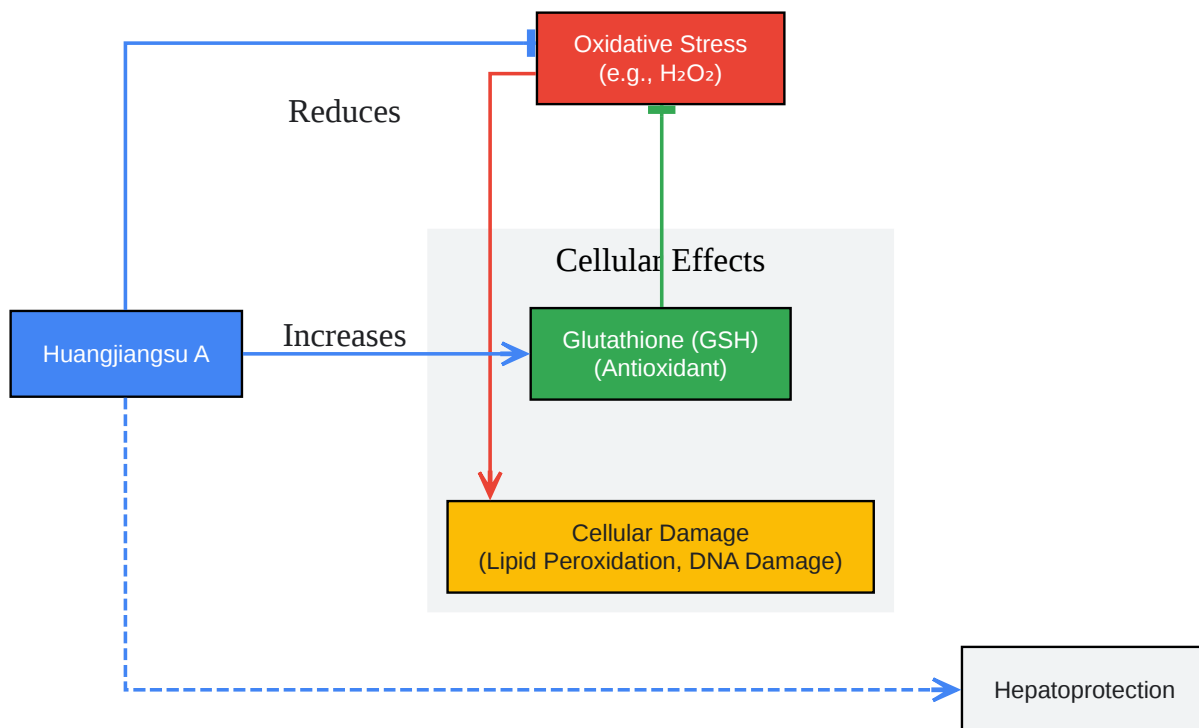 Oxidative Stress
(e.g., H₂O₂)
Reduces
Cellular Effects
Huangjiangsu A
Increases
Glutathione (GSH)
(Antioxidant)
Cellular Damage
(Lipid Peroxidation, DNA Damage)
Hepatoprotection